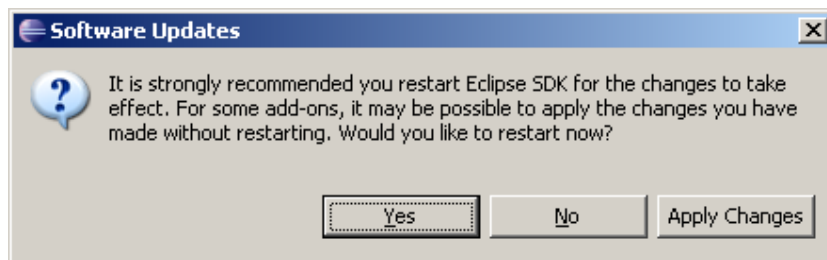 Software Updates
It is strongly recommended you restart Eclipse SDK for the changes to take
effect. For some add-ons, it may be possible to apply the changes you have
made without restarting. Would you like to restart now?
Yes No Apply Changes